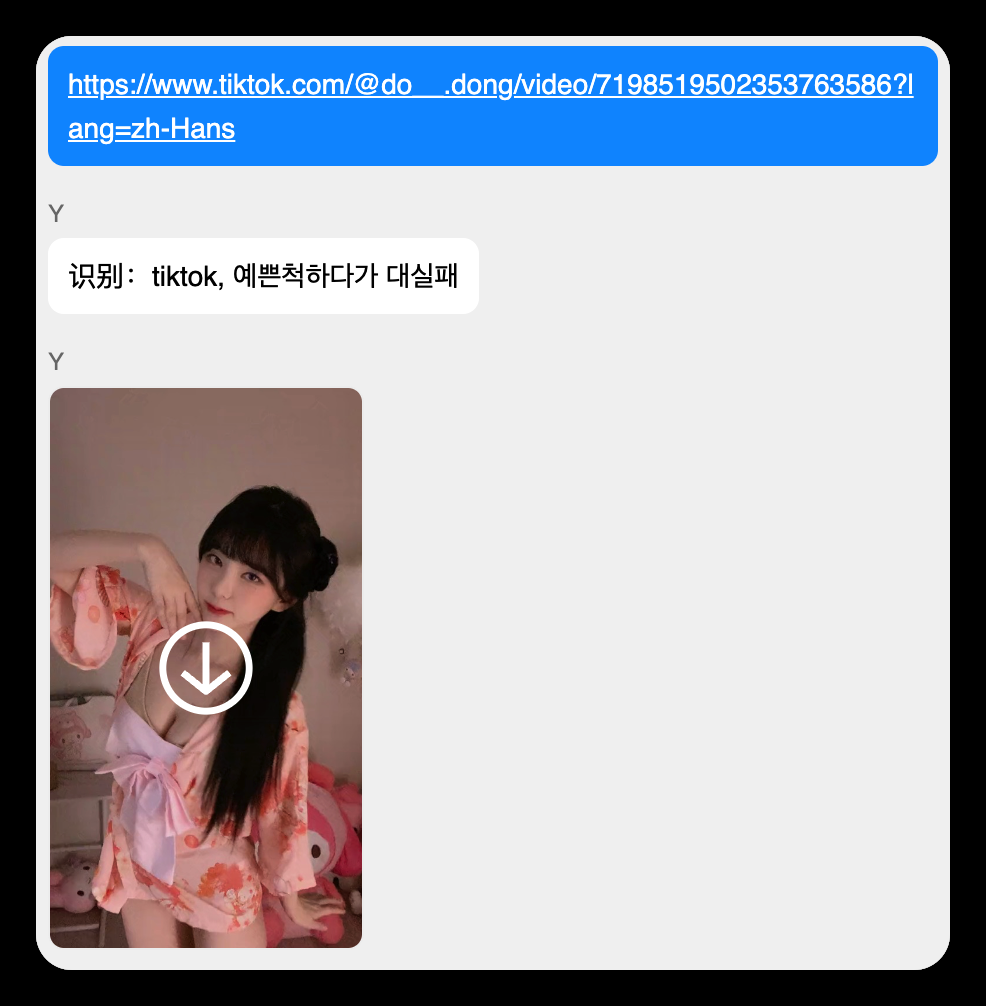 https://www.tiktok.com/@do__.dong/video/7198519502353763586?l
ang=zh-Hans
Y
识别：tiktok, 예쁜척하다가 대실패
Y